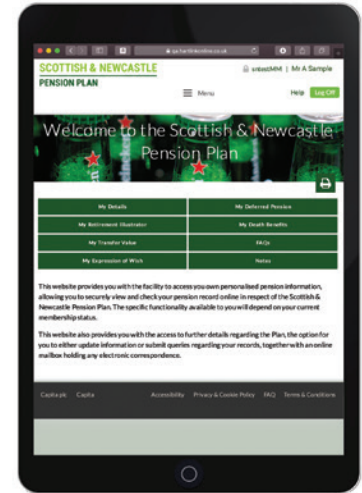 qa.hartlinkonline.co.uk
SCOTTISH & NEWCASTLE
PENSION PLAN
sntestMM | Mr A Sample
Menu
Help
Log Off
Welcome to the Scottish & Newcastle
Pension Plan
My Details
My Deferred Pension
My Retirement Illustrator
My Death Benefits
My Transfer Value
FAQs
My Expression of Wish
Notes
This website provides you with the facility to access you own personalised pension information,
allowing you to securely view and check your pension record online in respect of the Scottish &
Newcastle Pension Plan. The specific functionality available to you will depend on your current
membership status.
This website also provides you with the access to further details regarding the Plan, the option for
you to either update information or submit queries regarding your records, together with an online
mailbox holding any electronic correspondence.
Capita plc
Capita
Accessibility
Privacy & Cookie Policy
FAQ
Terms & Conditions